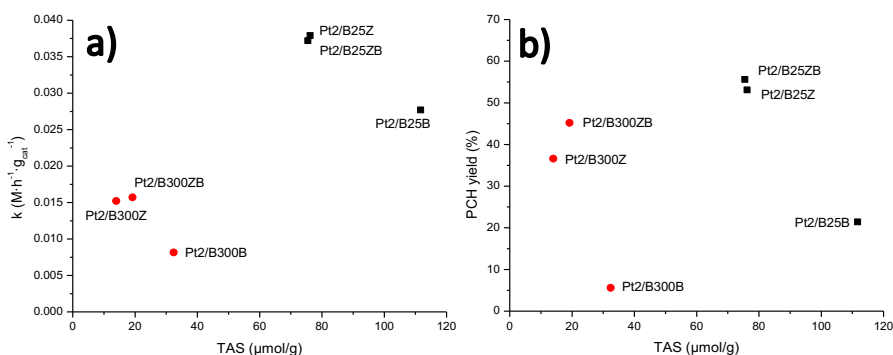 a)
0.040
0.035
0.030
0.025
0.020
0.015
0.010
0.005
0.000
k (M·h⁻¹·g_cat⁻¹)
Pt2/B25Z
Pt2/B25ZB
Pt2/B25B
Pt2/B300ZB
Pt2/B300Z
Pt2/B300B
0 20 40 60 80 100 120
TAS (µmol/g)
b)
70
60
50
40
30
20
10
0
PCH yield (%)
Pt2/B25ZB
Pt2/B25Z
Pt2/B300ZB
Pt2/B300Z
Pt2/B25B
Pt2/B300B
0 20 40 60 80 100 120
TAS (µmol/g)